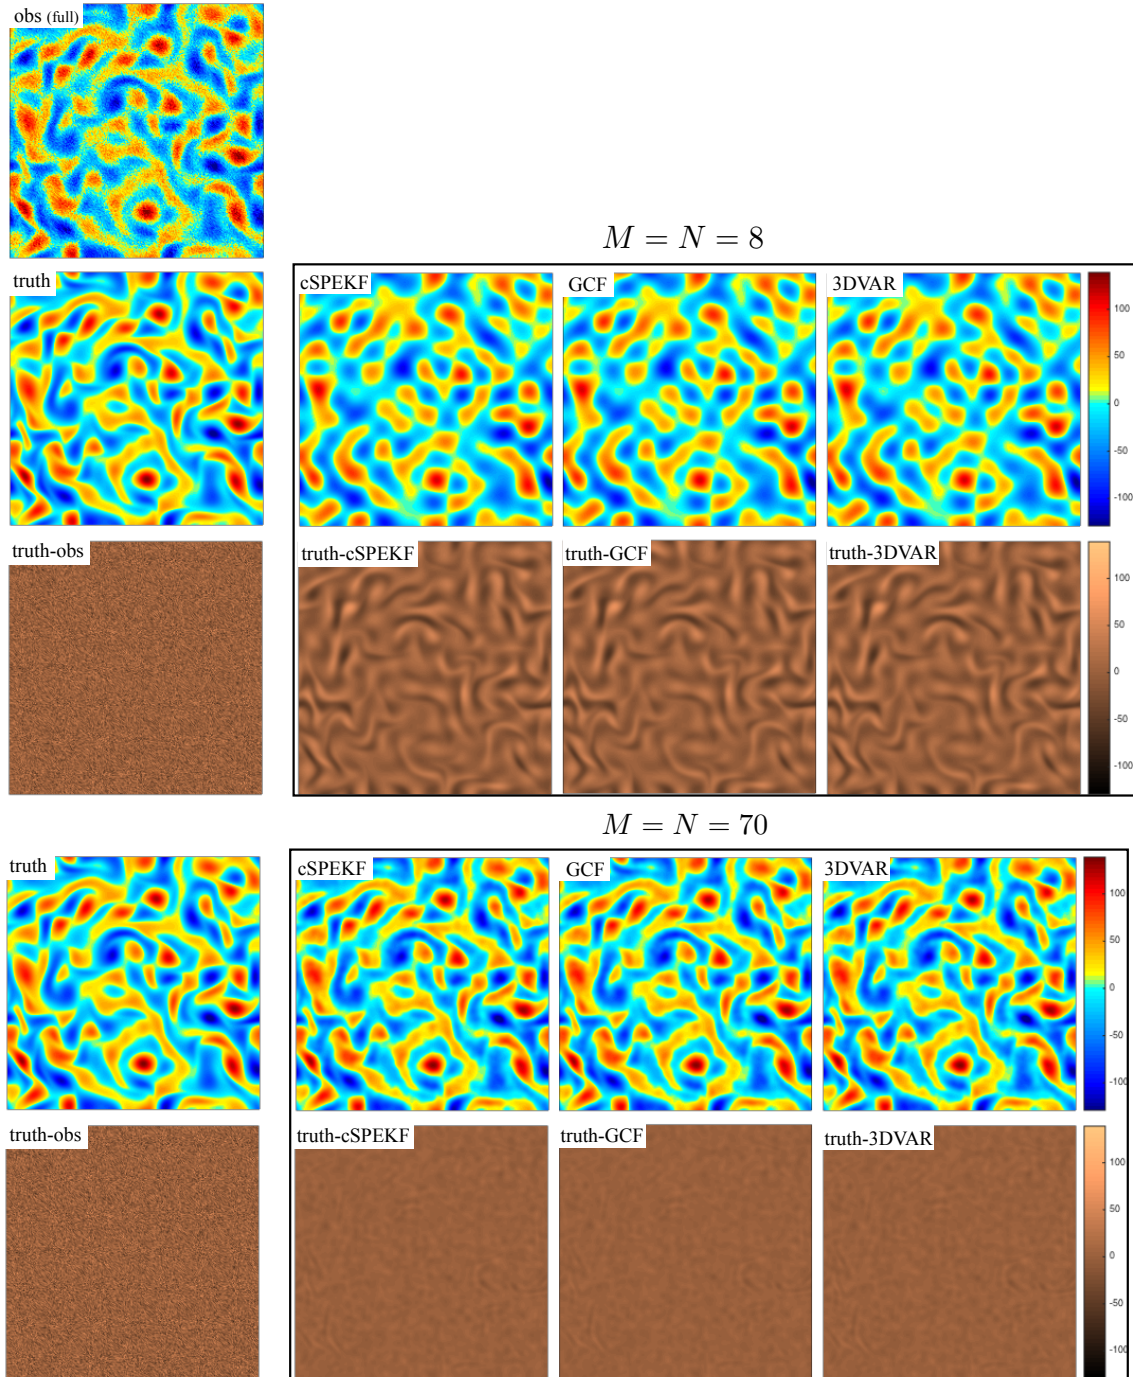 obs (full)
M = N = 8
truth
cSPEKF
GCF
3DVAR
100
50
0
-50
-100
truth-obs
truth-cSPEKF
truth-GCF
truth-3DVAR
100
50
0
-50
-100
M = N = 70
truth
cSPEKF
GCF
3DVAR
100
50
0
-50
-100
truth-obs
truth-cSPEKF
truth-GCF
truth-3DVAR
100
50
0
-50
-100